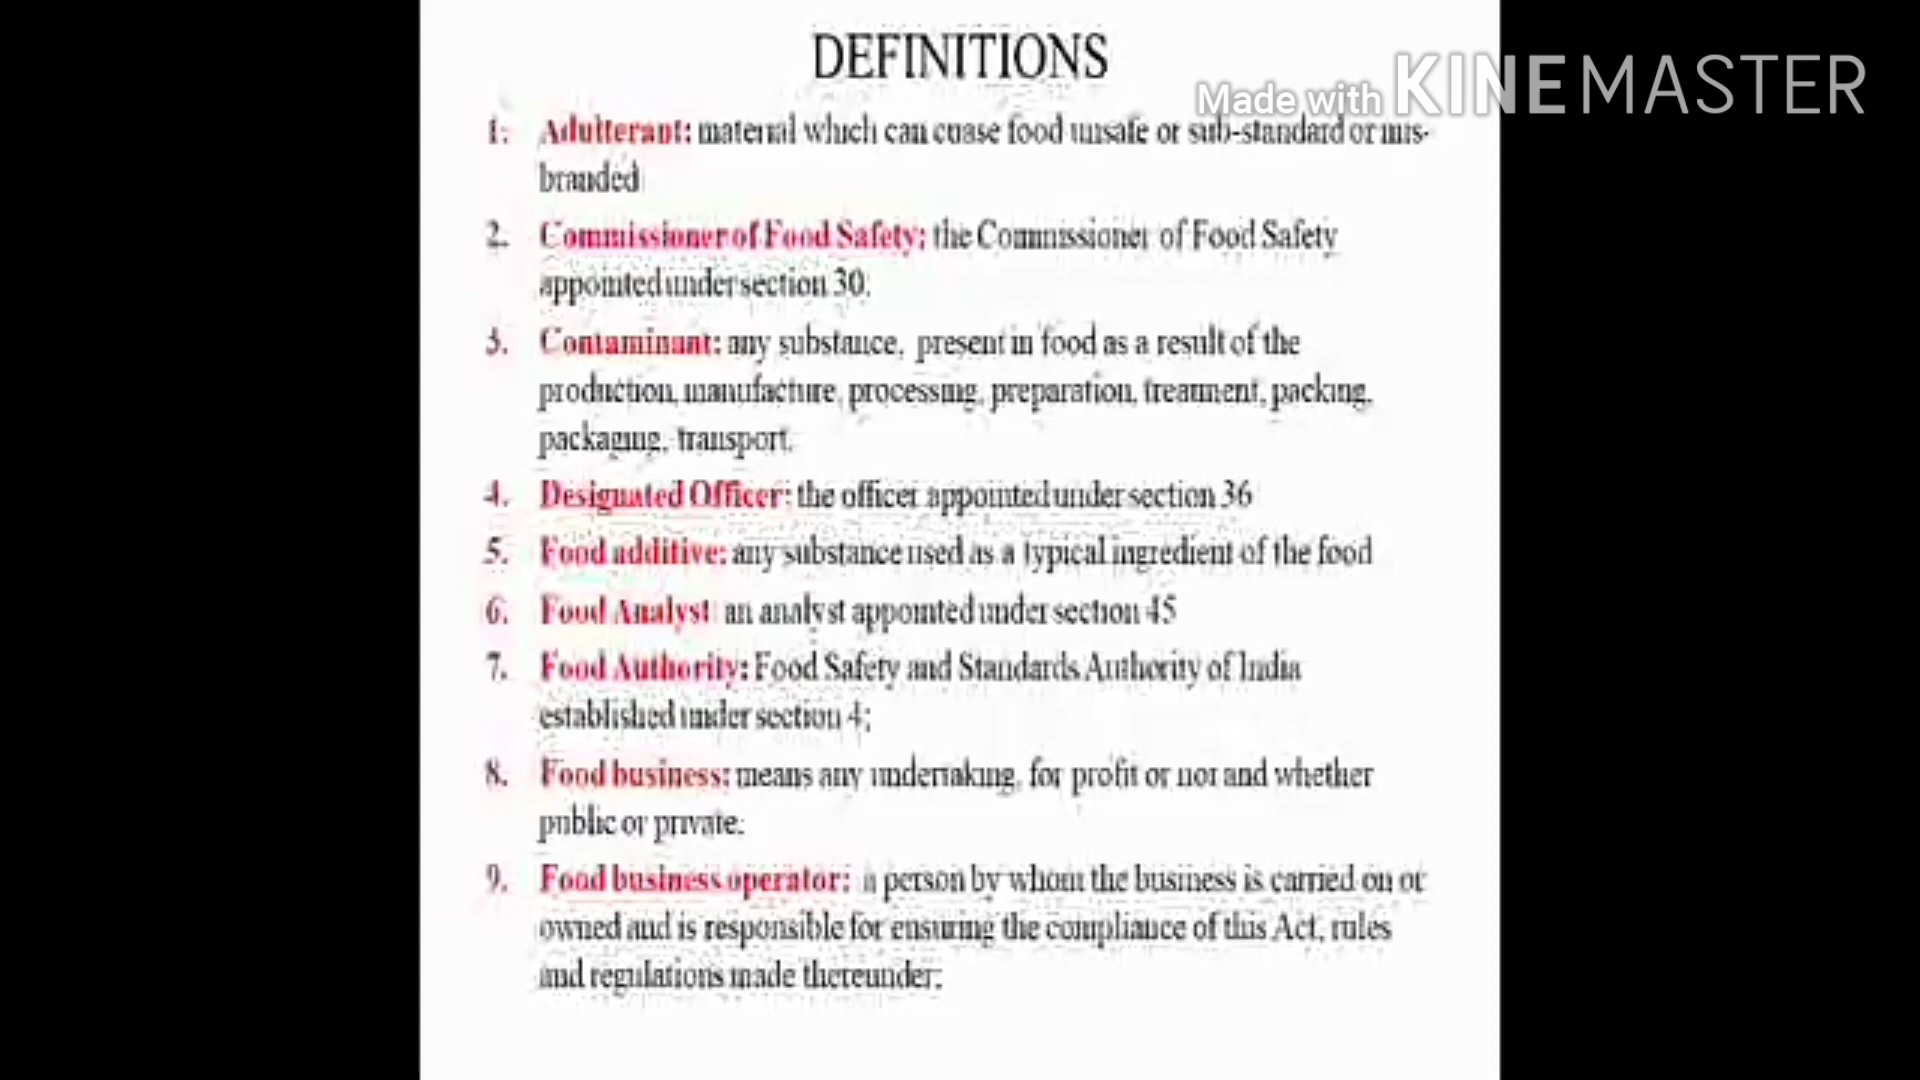 DEFINITIONS
Made with KINEMASTER
1. Adulterant: material which can cuase food unsafe or sub-standard or mis-
branded
2. Commissioner of Food Safety: the Commissioner of Food Safety
appointed under section 30;
3. Contaminant: any substance, present in food as a result of the
production, manufacture, processing, preparation, treatment, packing,
packaging, transport.
4. Designated Officer: the officer appointed under section 36
5. Food additive: any substance used as a typical ingredient of the food
6. Food Analyst: an analyst appointed under section 45
7. Food Authority: Food Safety and Standards Authority of India
established under section 4;
8. Food business: means any undertaking, for profit or not and whether
public or private;
9. Food business operator: a person by whom the business is carried on or
owned and is responsible for ensuring the compliance of this Act, rules
and regulations made thereunder;